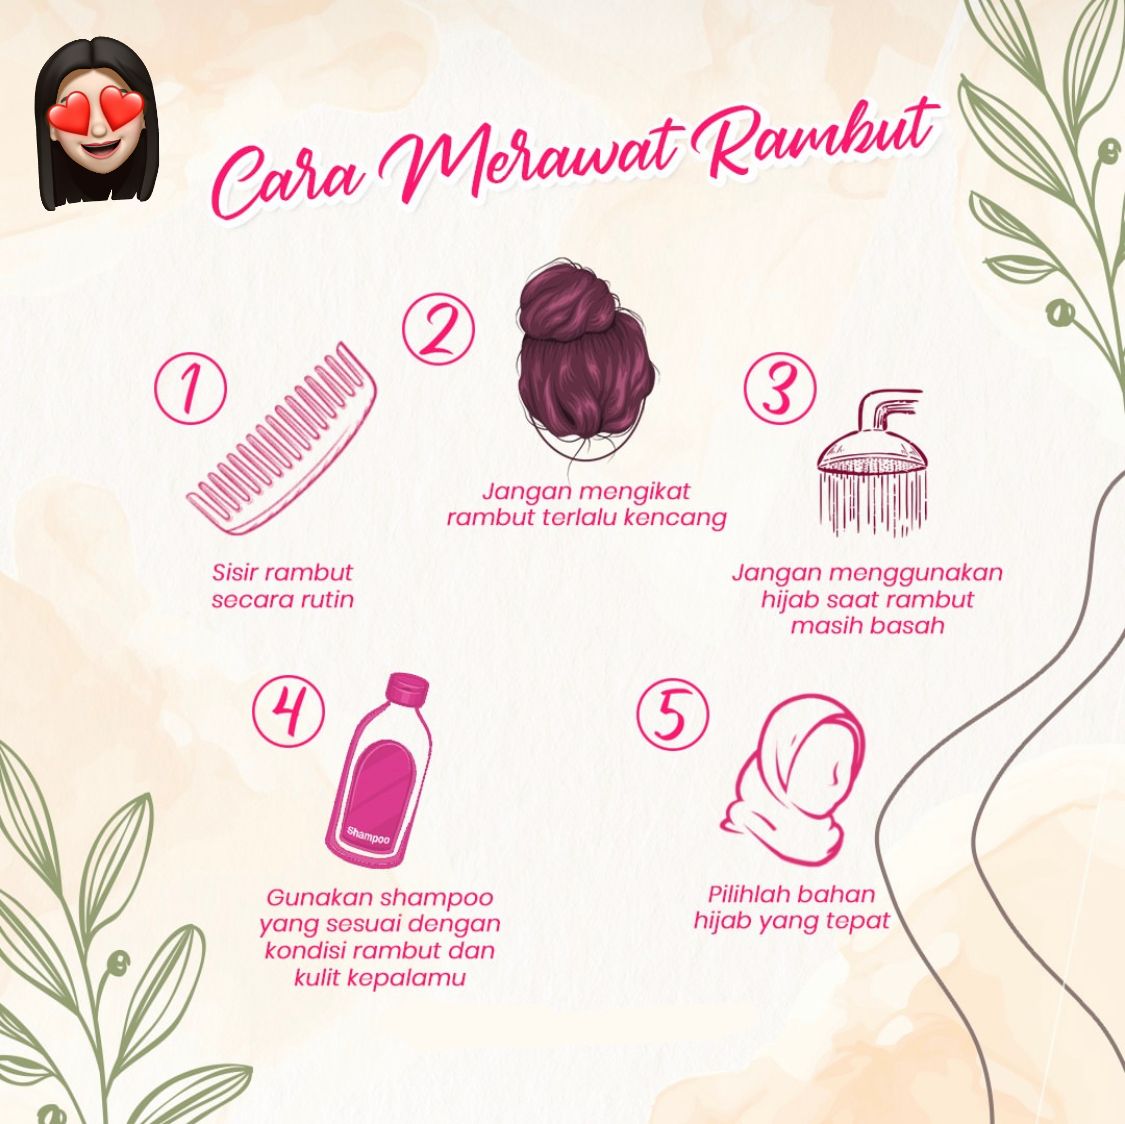 Cara Merawat Rambut
1
Sisir rambut
secara rutin
2
Jangan mengikat
rambut terlalu kencang
3
Jangan menggunakan
hijab saat rambut
masih basah
4
shampoo
Gunakan shampoo
yang sesuai dengan
kondisi rambut dan
kulit kepalamu
5
Pilihlah bahan
hijab yang tepat